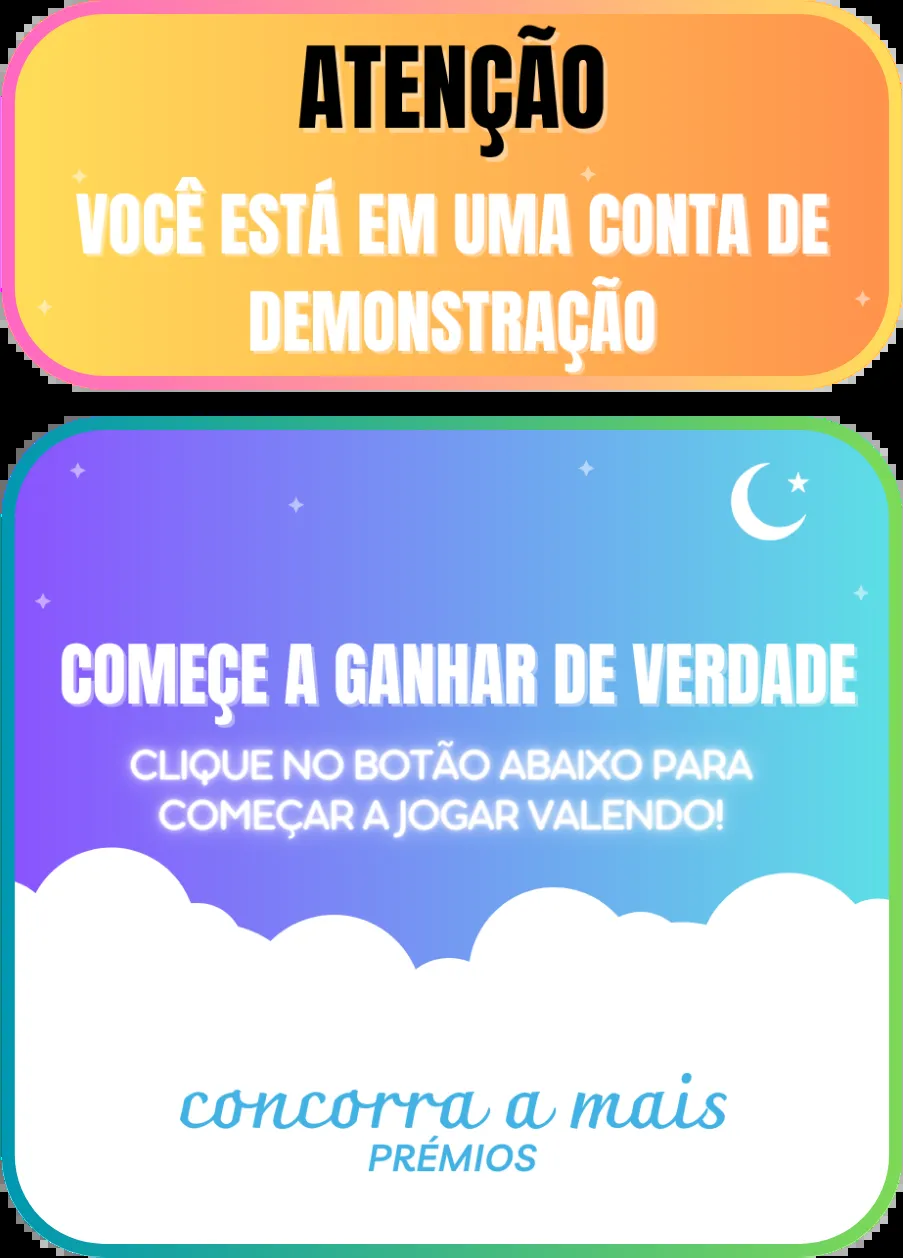 ATENÇÃO
VOCÊ ESTÁ EM UMA CONTA DE
DEMONSTRAÇÃO
COMEÇE A GANHAR DE VERDADE
CLIQUE NO BOTÃO ABAIXO PARA
COMEÇAR A JOGAR VALENDO!
concorra a mais
PRÉMIOS